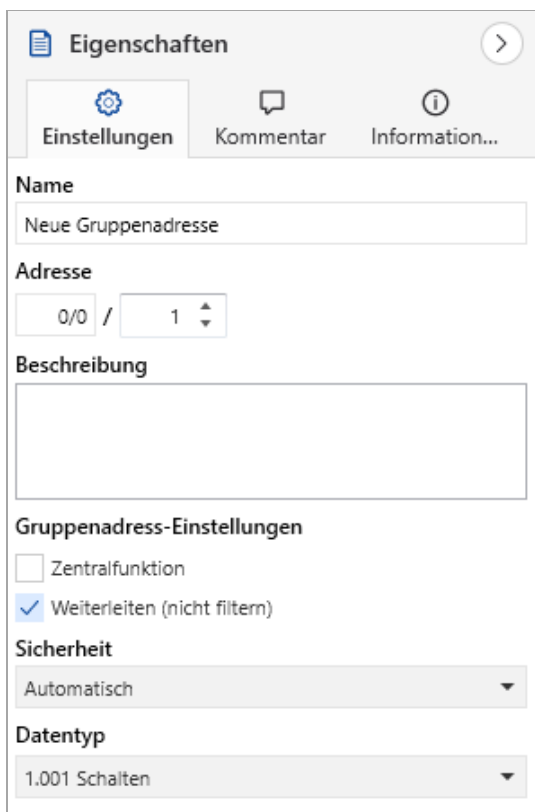 Eigenschaften
Einstellungen Kommentar Information...
Name
Neue Gruppenadresse
Adresse
0/0 / 1
Beschreibung
Gruppenadress-Einstellungen
Zentralfunktion
Weiterleiten (nicht filtern)
Sicherheit
Automatisch
Datentyp
1.001 Schalten